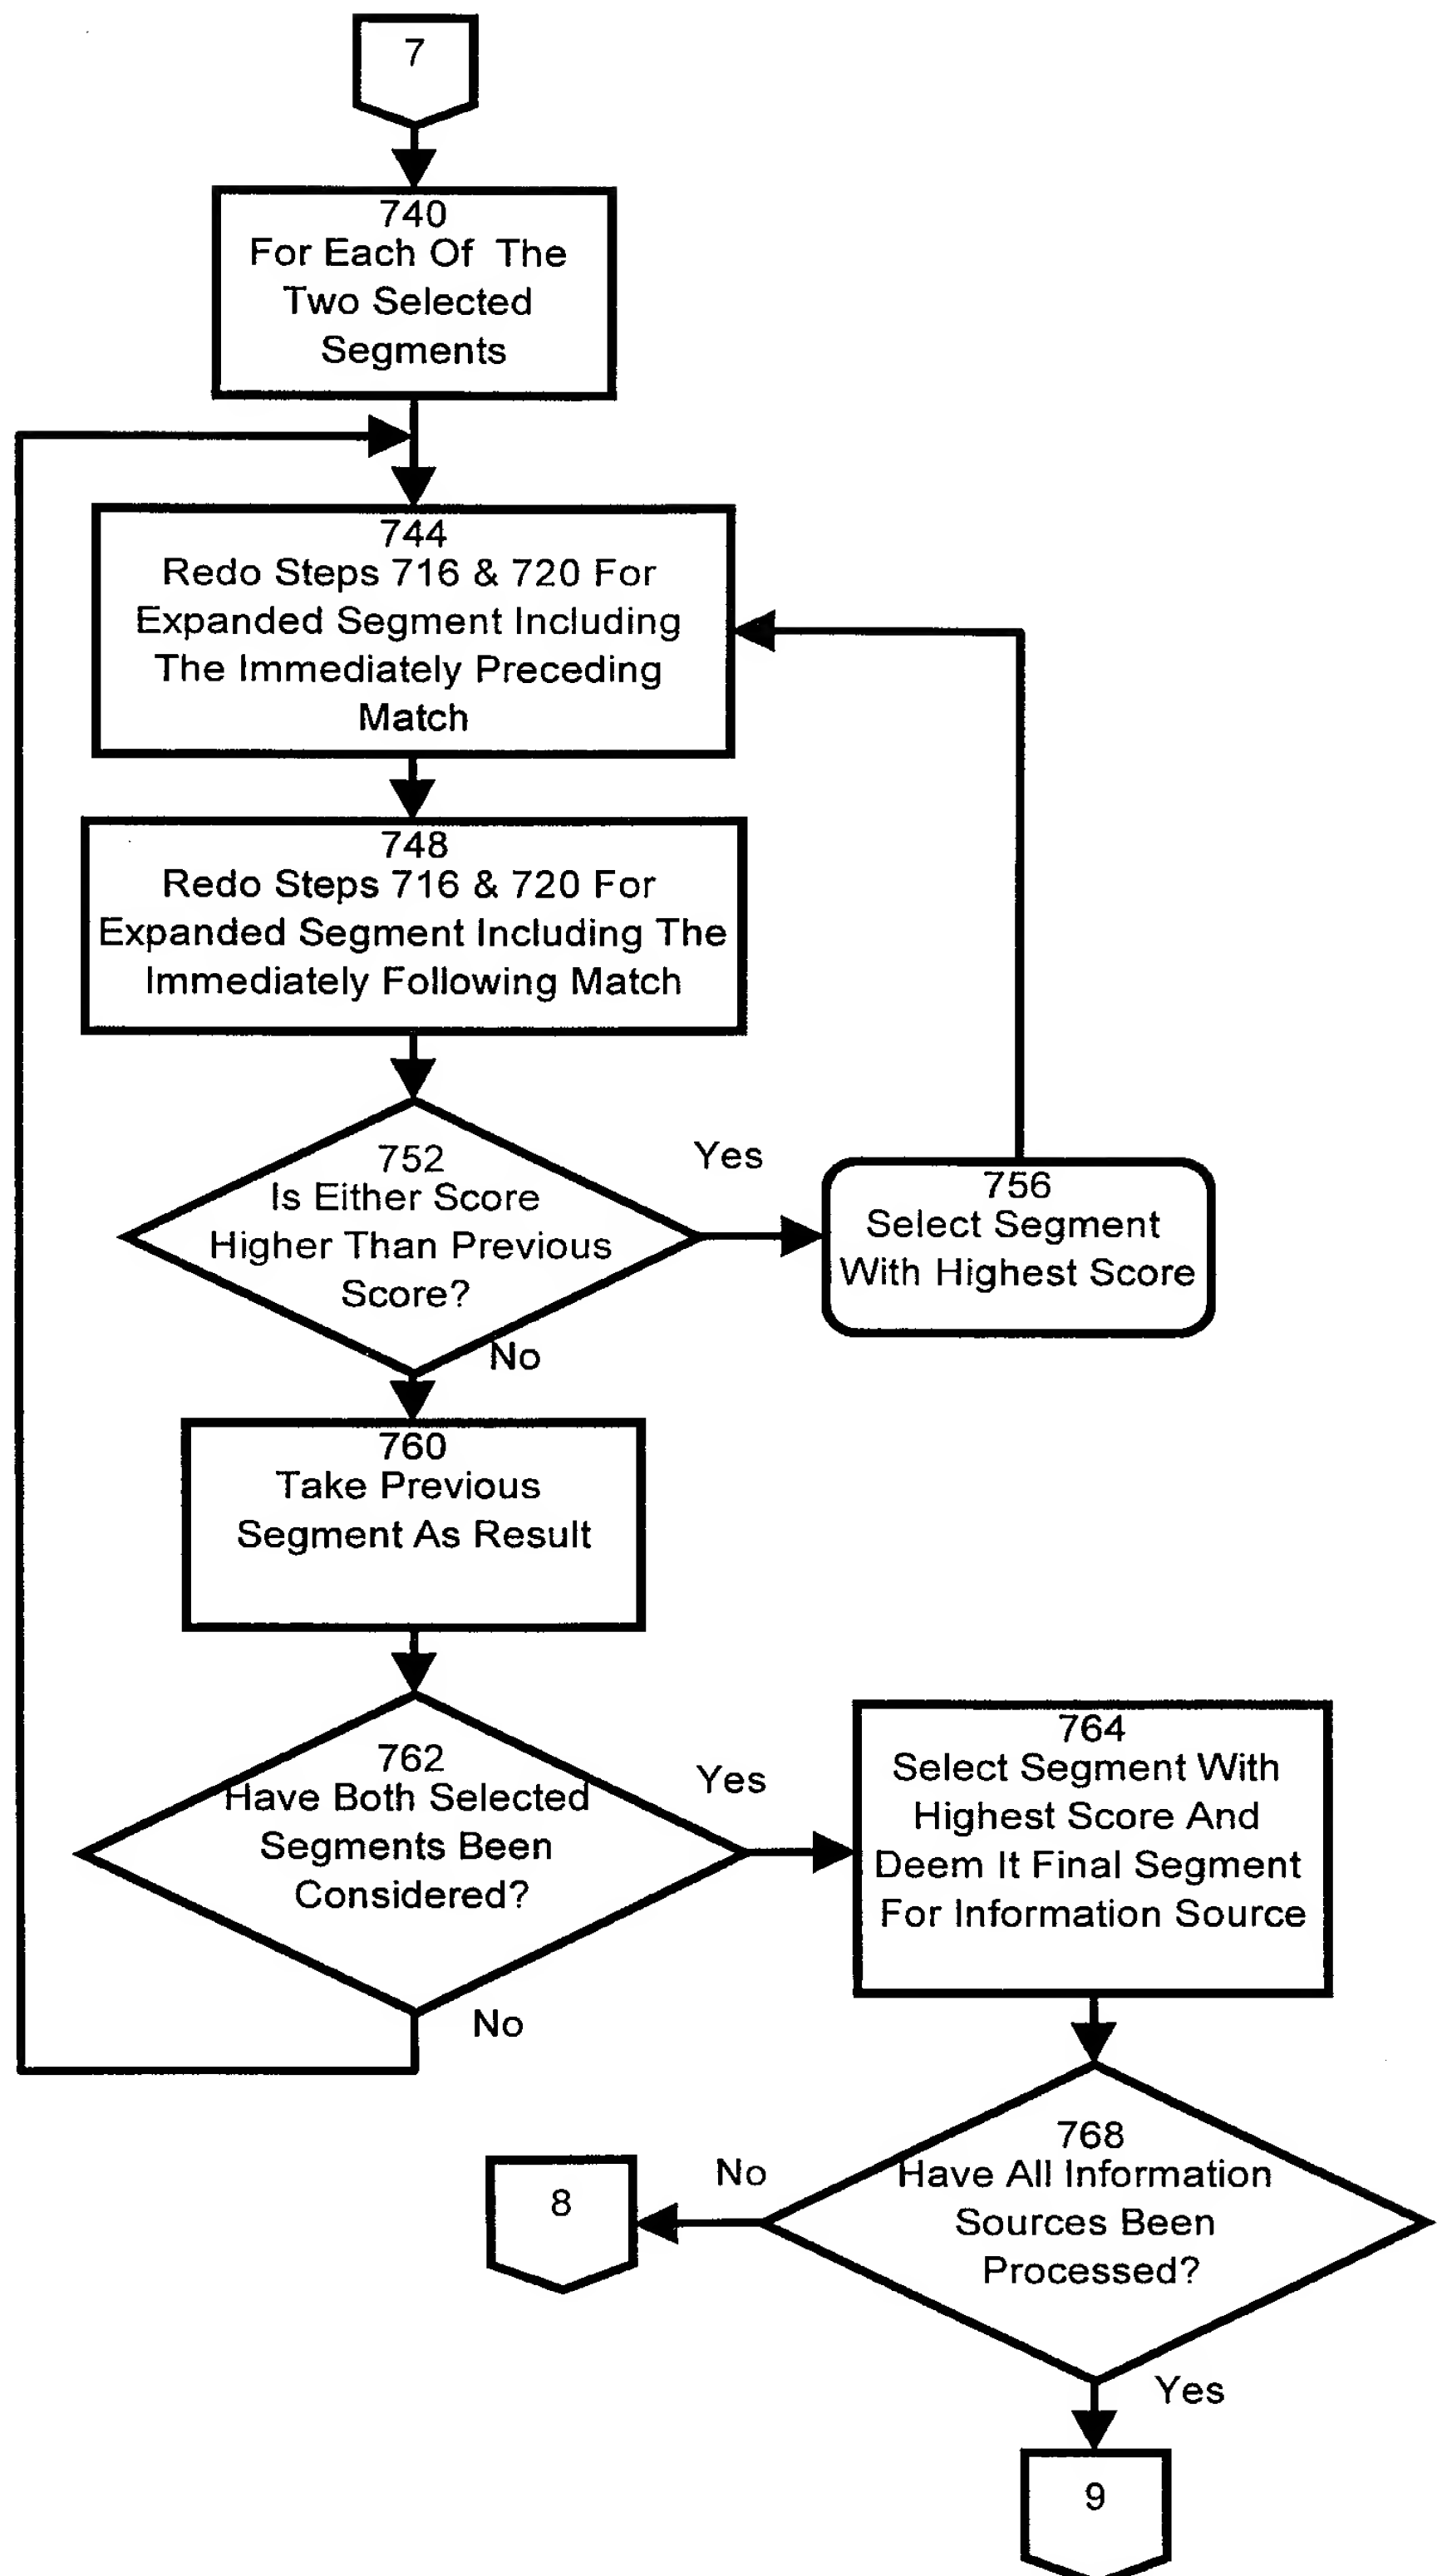 7
740
For Each Of The
Two Selected
Segments
744
Redo Steps 716 & 720 For
Expanded Segment Including
The Immediately Preceding
Match
748
Redo Steps 716 & 720 For
Expanded Segment Including The
Immediately Following Match
752
Is Either Score
Higher Than Previous
Score?
Yes
756
Select Segment
With Highest Score
No
760
Take Previous
Segment As Result
762
Have Both Selected
Segments Been
Considered?
Yes
764
Select Segment With
Highest Score And
Deem It Final Segment
For Information Source
No
768
Have All Information
Sources Been
Processed?
No
8
Yes
9